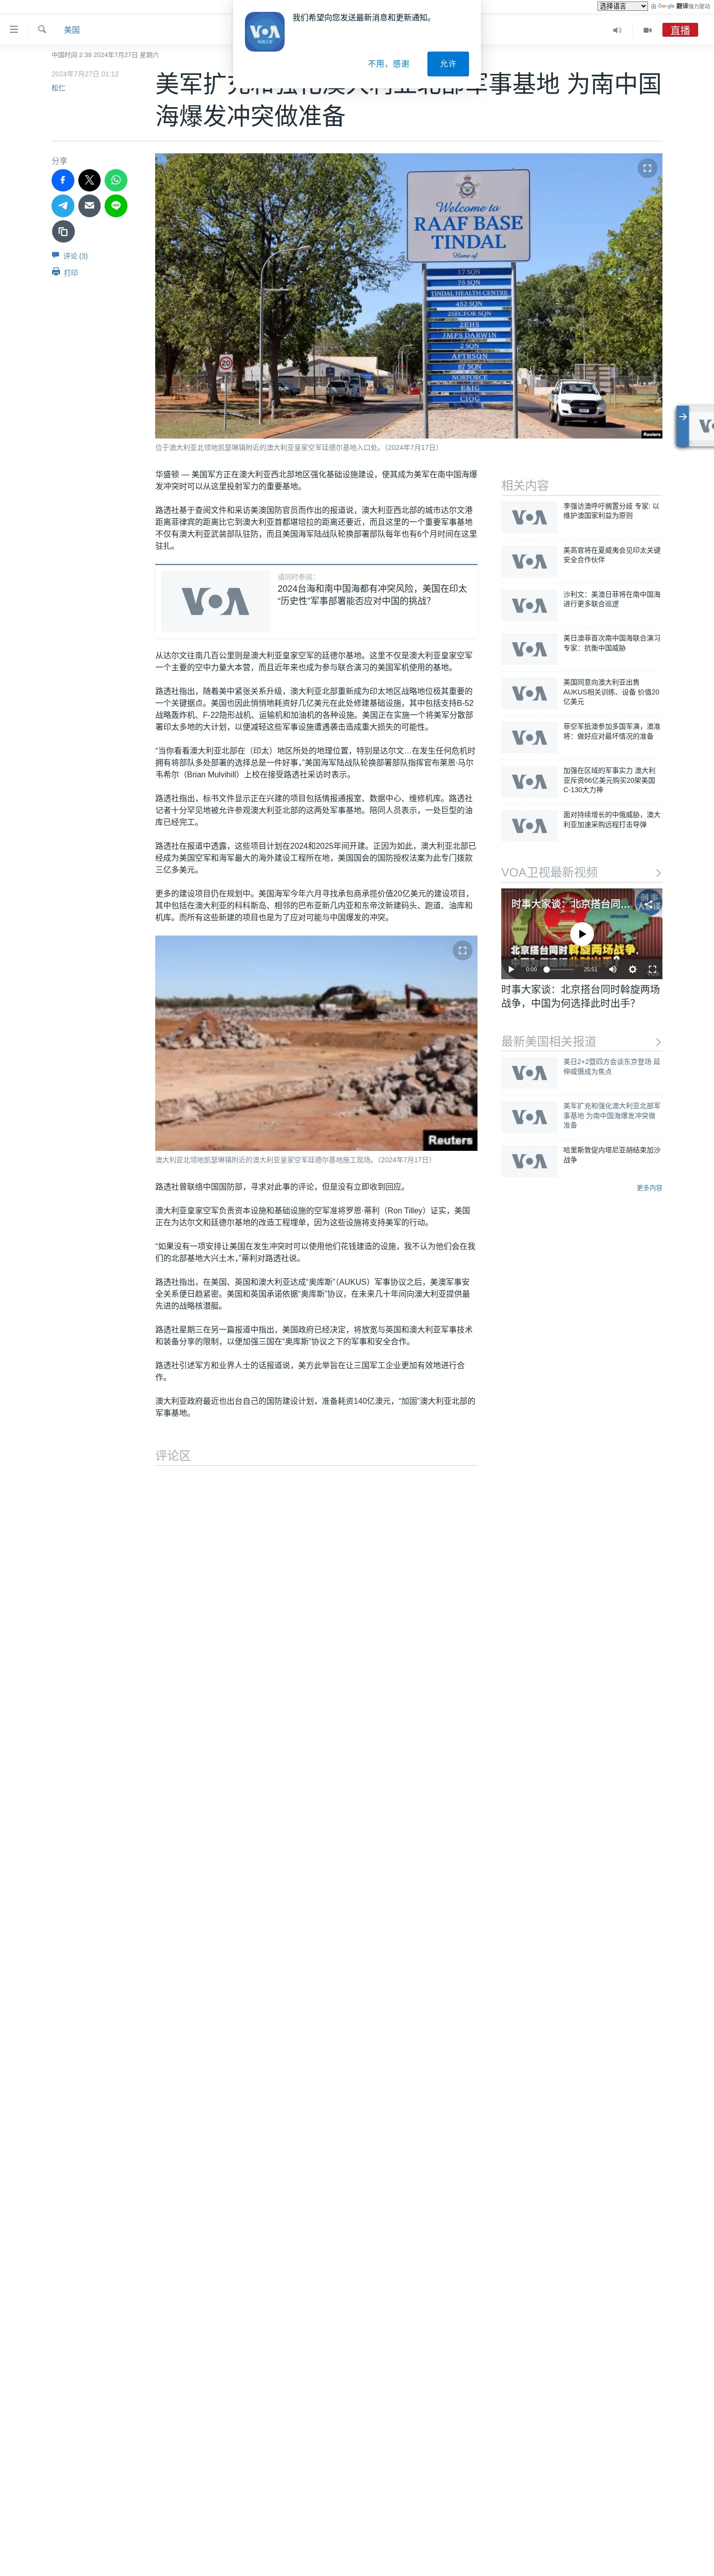 选择语言
由 Google 翻译强力驱动
我们希望向您发送最新消息和更新通知。
VOA
不用，感谢
允许
美国
直播
中国时间 2:38 2024年7月27日 星期六
2024年7月27日 01:12
松仁
美军扩充和强化澳大利亚北部军事基地 为南中国
海爆发冲突做准备
分享
评论 (3)
打印
Welcome to
RAAF BASE
TINDAL
Home of
17 SQN
75 SQN
TINDAL HEALTH CENTRE
452 SQN
2SECFOR SQN
2EHS
JMPS DARWIN
2 SQN
AFTRSQN
87 SQN
NORFORCE
E&IG
CIOG
20
Reuters
位于澳大利亚北领地凯瑟琳镇附近的澳大利亚皇家空军廷德尔基地入口处。（2024年7月17日）
华盛顿 — 美国军方正在澳大利亚西北部地区强化基础设施建设，使其成为美军在南中国海爆
发冲突时可以从这里投射军力的重要基地。
路透社基于查阅文件和采访美澳国防官员而作出的报道说，澳大利亚西北部的城市达尔文港
距离菲律宾的距离比它到澳大利亚首都堪培拉的距离还要近，而且这里的一个重要军事基地
不仅有澳大利亚武装部队驻防，而且美国海军陆战队轮换部署部队每年也有6个月时间在这里
驻扎。
VOA
请同时参阅:
2024台海和南中国海都有冲突风险，美国在印太
“历史性”军事部署能否应对中国的挑战？
从达尔文往南几百公里则是澳大利亚皇家空军的廷德尔基地。这里不仅是澳大利亚皇家空军
一个主要的空中力量大本营，而且近年来也成为参与联合演习的美国军机使用的基地。
路透社指出，随着美中紧张关系升级，澳大利亚北部重新成为印太地区战略地位极其重要的
一个关键据点。美国也因此悄悄地耗资好几亿美元在此处修建基础设施，其中包括支持B-52
战略轰炸机、F-22隐形战机、运输机和加油机的各种设施。美国正在实施一个将美军分散部
署印太多地的大计划，以便减轻这些军事设施遭遇袭击造成重大损失的可能性。
“当你看看澳大利亚北部在（印太）地区所处的地理位置，特别是达尔文…在发生任何危机时
拥有将部队多处部署的选择总是一件好事，”美国海军陆战队轮换部署部队指挥官布莱恩·马尔
韦希尔（Brian Mulvihill）上校在接受路透社采访时表示。
路透社指出，标书文件显示正在兴建的项目包括情报通报室、数据中心、维修机库。路透社
记者十分罕见地被允许参观澳大利亚北部的这两处军事基地。陪同人员表示，一处巨型的油
库已经完工。
路透社在报道中透露，这些项目计划在2024和2025年间开建。正因为如此，澳大利亚北部已
经成为美国空军和海军最大的海外建设工程所在地，美国国会的国防授权法案为此专门拨款
三亿多美元。
更多的建设项目仍在规划中。美国海军今年六月寻找承包商承揽价值20亿美元的建设项目，
其中包括在澳大利亚的科科斯岛、相邻的巴布亚新几内亚和东帝汶新建码头、跑道、油库和
机库。而所有这些新建的项目也是为了应对可能与中国爆发的冲突。
Reuters
澳大利亚北领地凯瑟琳镇附近的澳大利亚皇家空军廷德尔基地施工现场。（2024年7月17日）
路透社曾联络中国国防部，寻求对此事的评论，但是没有立即收到回应。
澳大利亚皇家空军负责资本设施和基础设施的空军准将罗恩·蒂利（Ron Tilley）证实，美国
正在为达尔文和廷德尔基地的改造工程埋单，因为这些设施将支持美军的行动。
“如果没有一项安排让美国在发生冲突时可以使用他们花钱建造的设施，我不认为他们会在我
们的北部基地大兴土木，”蒂利对路透社说。
路透社指出，在美国、英国和澳大利亚达成“奥库斯”（AUKUS）军事协议之后，美澳军事安
全关系便日趋紧密。美国和英国承诺依据“奥库斯”协议，在未来几十年间向澳大利亚提供最
先进的战略核潜艇。
路透社星期三在另一篇报道中指出，美国政府已经决定，将放宽与英国和澳大利亚军事技术
和装备分享的限制，以便加强三国在“奥库斯”协议之下的军事和安全合作。
路透社引述军方和业界人士的话报道说，美方此举旨在让三国军工企业更加有效地进行合
作。
澳大利亚政府最近也出台自己的国防建设计划，准备耗资140亿澳元，“加固”澳大利亚北部的
军事基地。
评论区
相关内容
VOA
李强访澳呼吁搁置分歧 专家: 以
维护澳国家利益为原则
VOA
美高官将在夏威夷会见印太关键
安全合作伙伴
VOA
沙利文：美澳日菲将在南中国海
进行更多联合巡逻
VOA
美日澳菲首次南中国海联合演习
专家：抗衡中国威胁
VOA
美国同意向澳大利亚出售
AUKUS相关训练、设备 价值20
亿美元
VOA
菲空军抵澳参加多国军演，澳准
将：做好应对最坏情况的准备
VOA
加强在区域的军事实力 澳大利
亚斥资66亿美元购买20架美国
C-130大力神
VOA
面对持续增长的中俄威胁，澳大
利亚加速采购远程打击导弹
VOA卫视最新视频
时事大家谈：北京搭台同…
北京搭台同时斡旋两场战争，
0:00
25:51
时事大家谈：北京搭台同时斡旋两场
战争，中国为何选择此时出手？
最新美国相关报道
VOA
美日2+2暨四方会谈东京登场 延
伸威慑成为焦点
VOA
美军扩充和强化澳大利亚北部军
事基地 为南中国海爆发冲突做
准备
VOA
哈里斯敦促内塔尼亚胡结束加沙
战争
更多内容